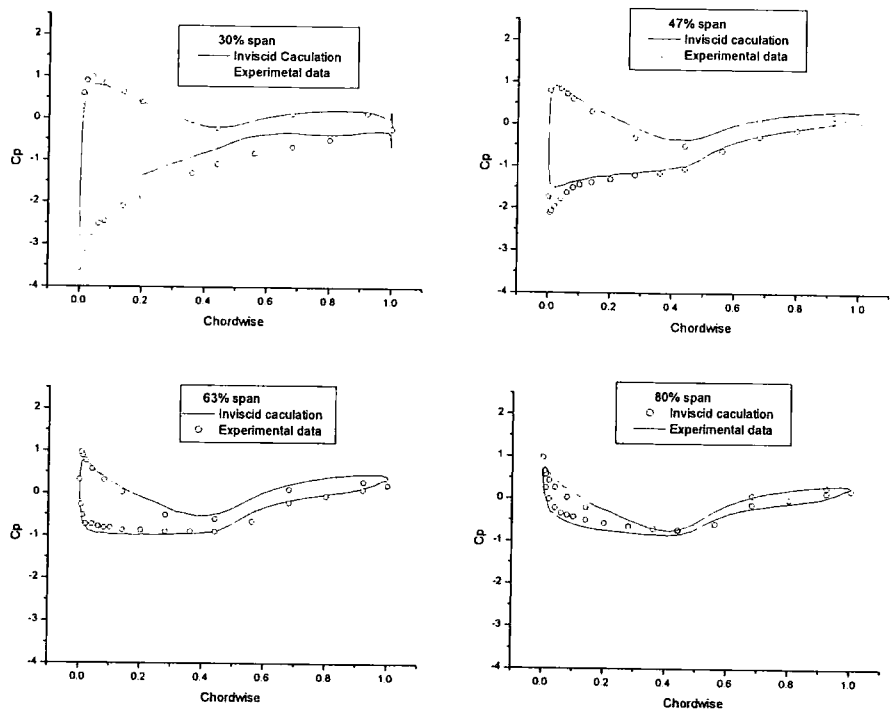 30% span
Inviscid Caculation
Experimetal data
2
1
0
-1
-2
-3
-4
Cp
0.0 0.2 0.4 0.6 0.8 1.0
Chordwise
47% span
Inviscid caculation
Experimental data
2
1
0
-1
-2
-3
-4
Cp
0.0 0.2 0.4 0.6 0.8 1.0
Chordwise
63% span
Inviscid caculation
Experimental data
2
1
0
-1
-2
-3
-4
Cp
0.0 0.2 0.4 0.6 0.8 1.0
Chordwise
80% span
Inviscid caculation
Experimental data
2
1
0
-1
-2
-3
-4
Cp
0.0 0.2 0.4 0.6 0.8 1.0
Chordwise